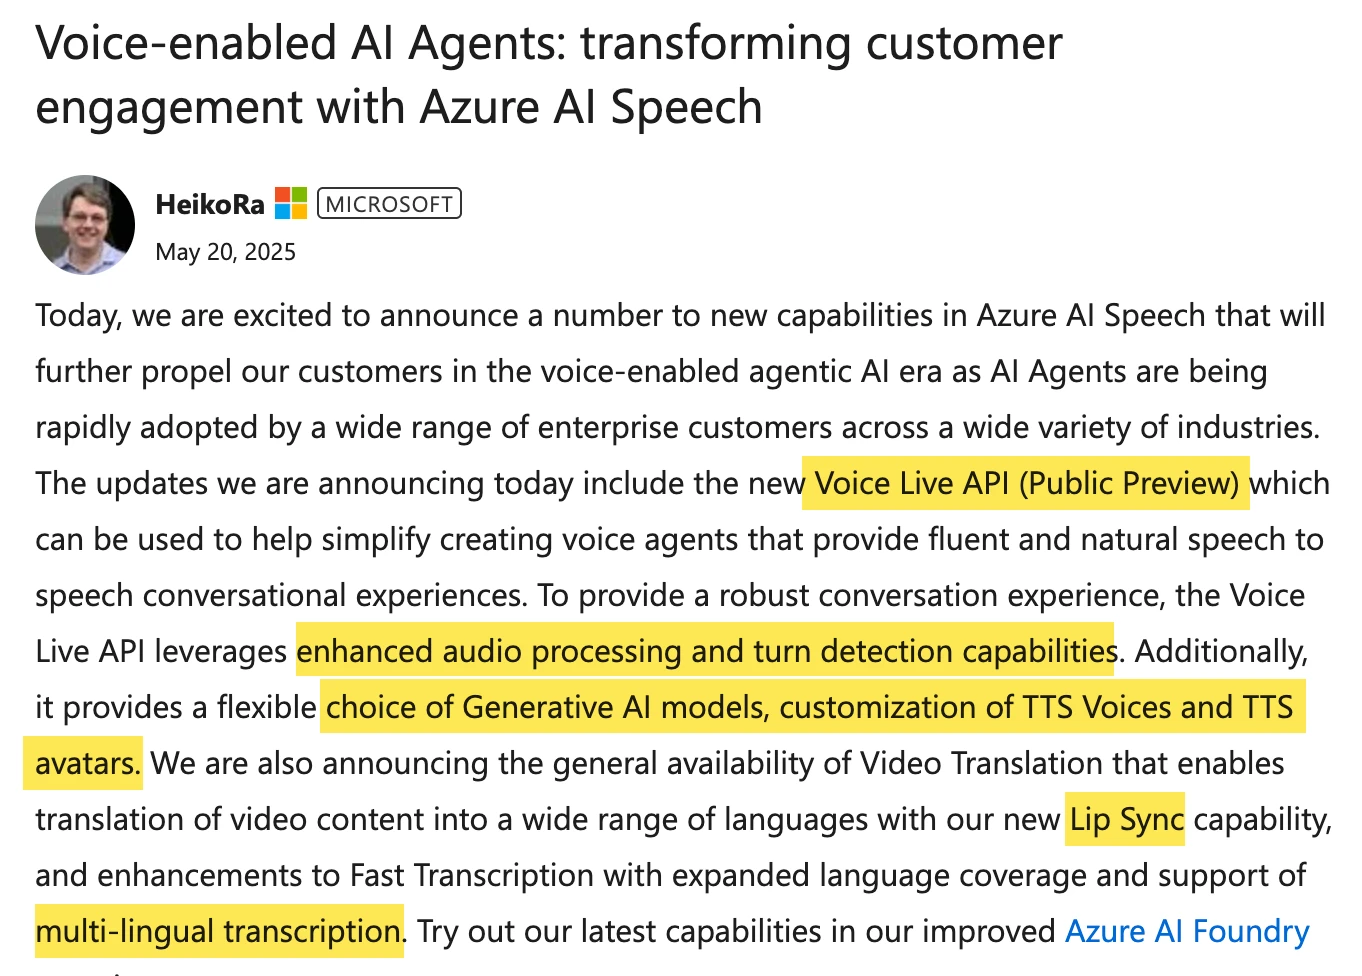 Voice-enabled AI Agents: transforming customer
engagement with Azure AI Speech
HeikoRa MICROSOFT
May 20, 2025
Today, we are excited to announce a number to new capabilities in Azure AI Speech that will
further propel our customers in the voice-enabled agentic AI era as AI Agents are being
rapidly adopted by a wide range of enterprise customers across a wide variety of industries.
The updates we are announcing today include the new Voice Live API (Public Preview) which
can be used to help simplify creating voice agents that provide fluent and natural speech to
speech conversational experiences. To provide a robust conversation experience, the Voice
Live API leverages enhanced audio processing and turn detection capabilities. Additionally,
it provides a flexible choice of Generative AI models, customization of TTS Voices and TTS
avatars. We are also announcing the general availability of Video Translation that enables
translation of video content into a wide range of languages with our new Lip Sync capability,
and enhancements to Fast Transcription with expanded language coverage and support of
multi-lingual transcription. Try out our latest capabilities in our improved Azure AI Foundry